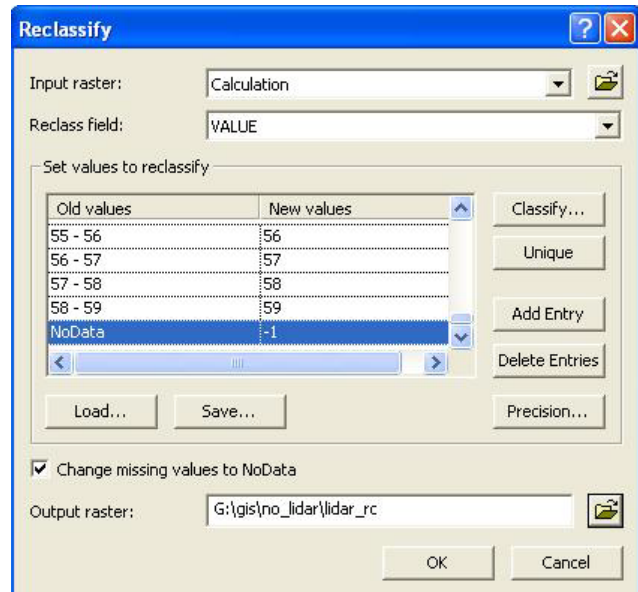 Reclassify
Input raster: Calculation
Reclass field: VALUE
Set values to reclassify
Old values New values
55 - 56 56
56 - 57 57
57 - 58 58
58 - 59 59
NoData -1
Classify...
Unique
Add Entry
Delete Entries
Load... Save... Precision...
Change missing values to NoData
Output raster: G:\gis\no_lidar\lidar_rc
OK Cancel